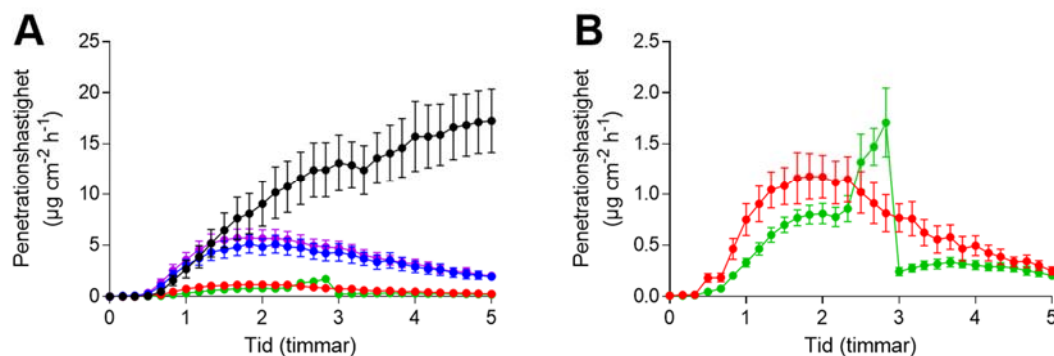 A
Penetrationshastighet
(µg cm-2 h-1)
25
20
15
10
5
0
0 1 2 3 4 5
Tid (timmar)
B
Penetrationshastighet
(µg cm-2 h-1)
2.5
2.0
1.5
1.0
0.5
0.0
0 1 2 3 4 5
Tid (timmar)